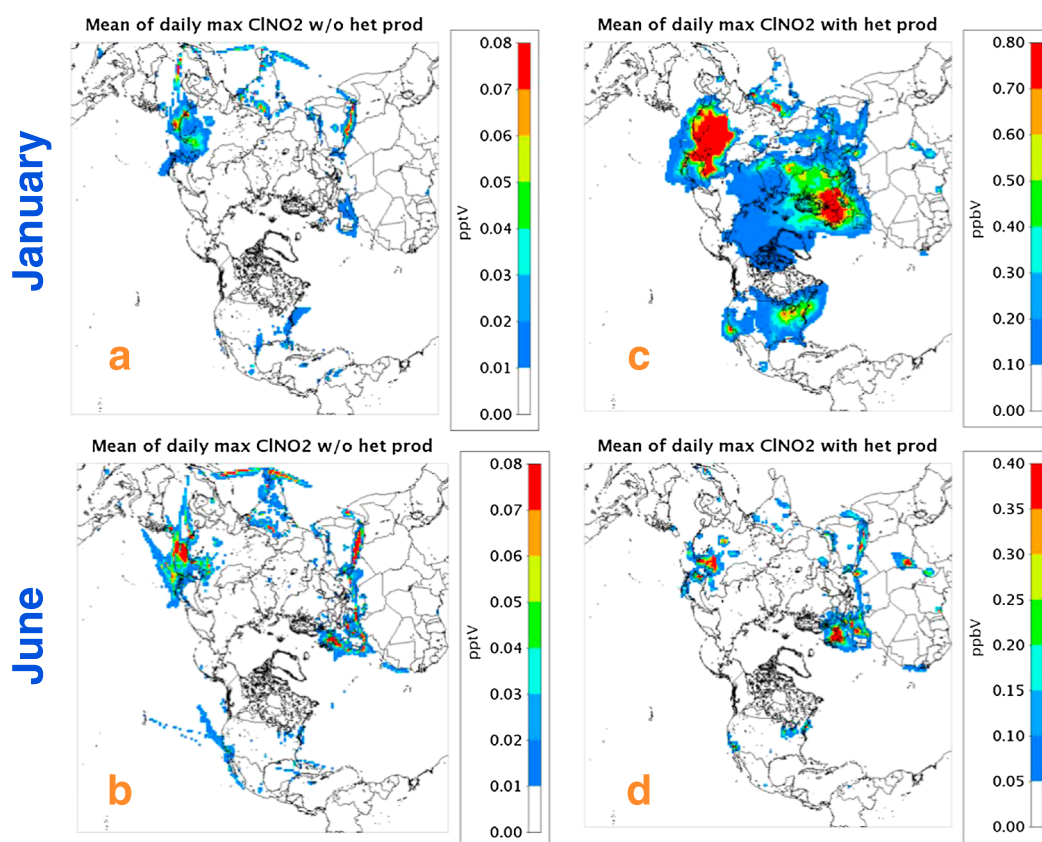 Mean of daily max ClNO2 w/o het prod
Mean of daily max ClNO2 with het prod
January
a
0.08
0.07
0.06
0.05
0.04
0.03
0.02
0.01
0.00
pptV
c
0.80
0.70
0.60
0.50
0.40
0.30
0.20
0.10
0.00
ppbV
Mean of daily max ClNO2 w/o het prod
Mean of daily max ClNO2 with het prod
June
b
0.08
0.07
0.06
0.05
0.04
0.03
0.02
0.01
0.00
pptV
d
0.40
0.35
0.30
0.25
0.20
0.15
0.10
0.05
0.00
ppbV